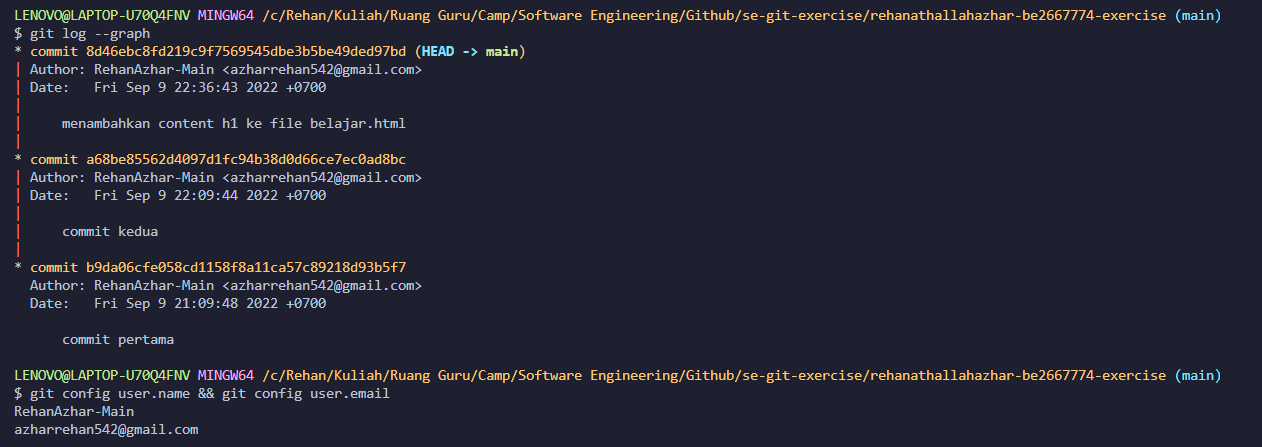 LENOVO@LAPTOP-U70Q4FNV MINGW64 /c/Rehan/Kuliah/Ruang Guru/Camp/Software Engineering/Github/se-git-exercise/rehanathallahazhar-be2667774-exercise (main)
$ git log --graph
* commit 8d46ebc8fd219c9f7569545dbe3b5be49ded97bd (HEAD -> main)
| Author: RehanAzhar-Main <azharrehan542@gmail.com>
| Date:   Fri Sep 9 22:36:43 2022 +0700
|
|     menambahkan content h1 ke file belajar.html
|
* commit a68be85562d4097d1fc94b38d0d66ce7ec0ad8bc
| Author: RehanAzhar-Main <azharrehan542@gmail.com>
| Date:   Fri Sep 9 22:09:44 2022 +0700
|
|     commit kedua
|
* commit b9da06cfe058cd1158f8a11ca57c89218d93b5f7
  Author: RehanAzhar-Main <azharrehan542@gmail.com>
  Date:   Fri Sep 9 21:09:48 2022 +0700

      commit pertama

LENOVO@LAPTOP-U70Q4FNV MINGW64 /c/Rehan/Kuliah/Ruang Guru/Camp/Software Engineering/Github/se-git-exercise/rehanathallahazhar-be2667774-exercise (main)
$ git config user.name && git config user.email
RehanAzhar-Main
azharrehan542@gmail.com